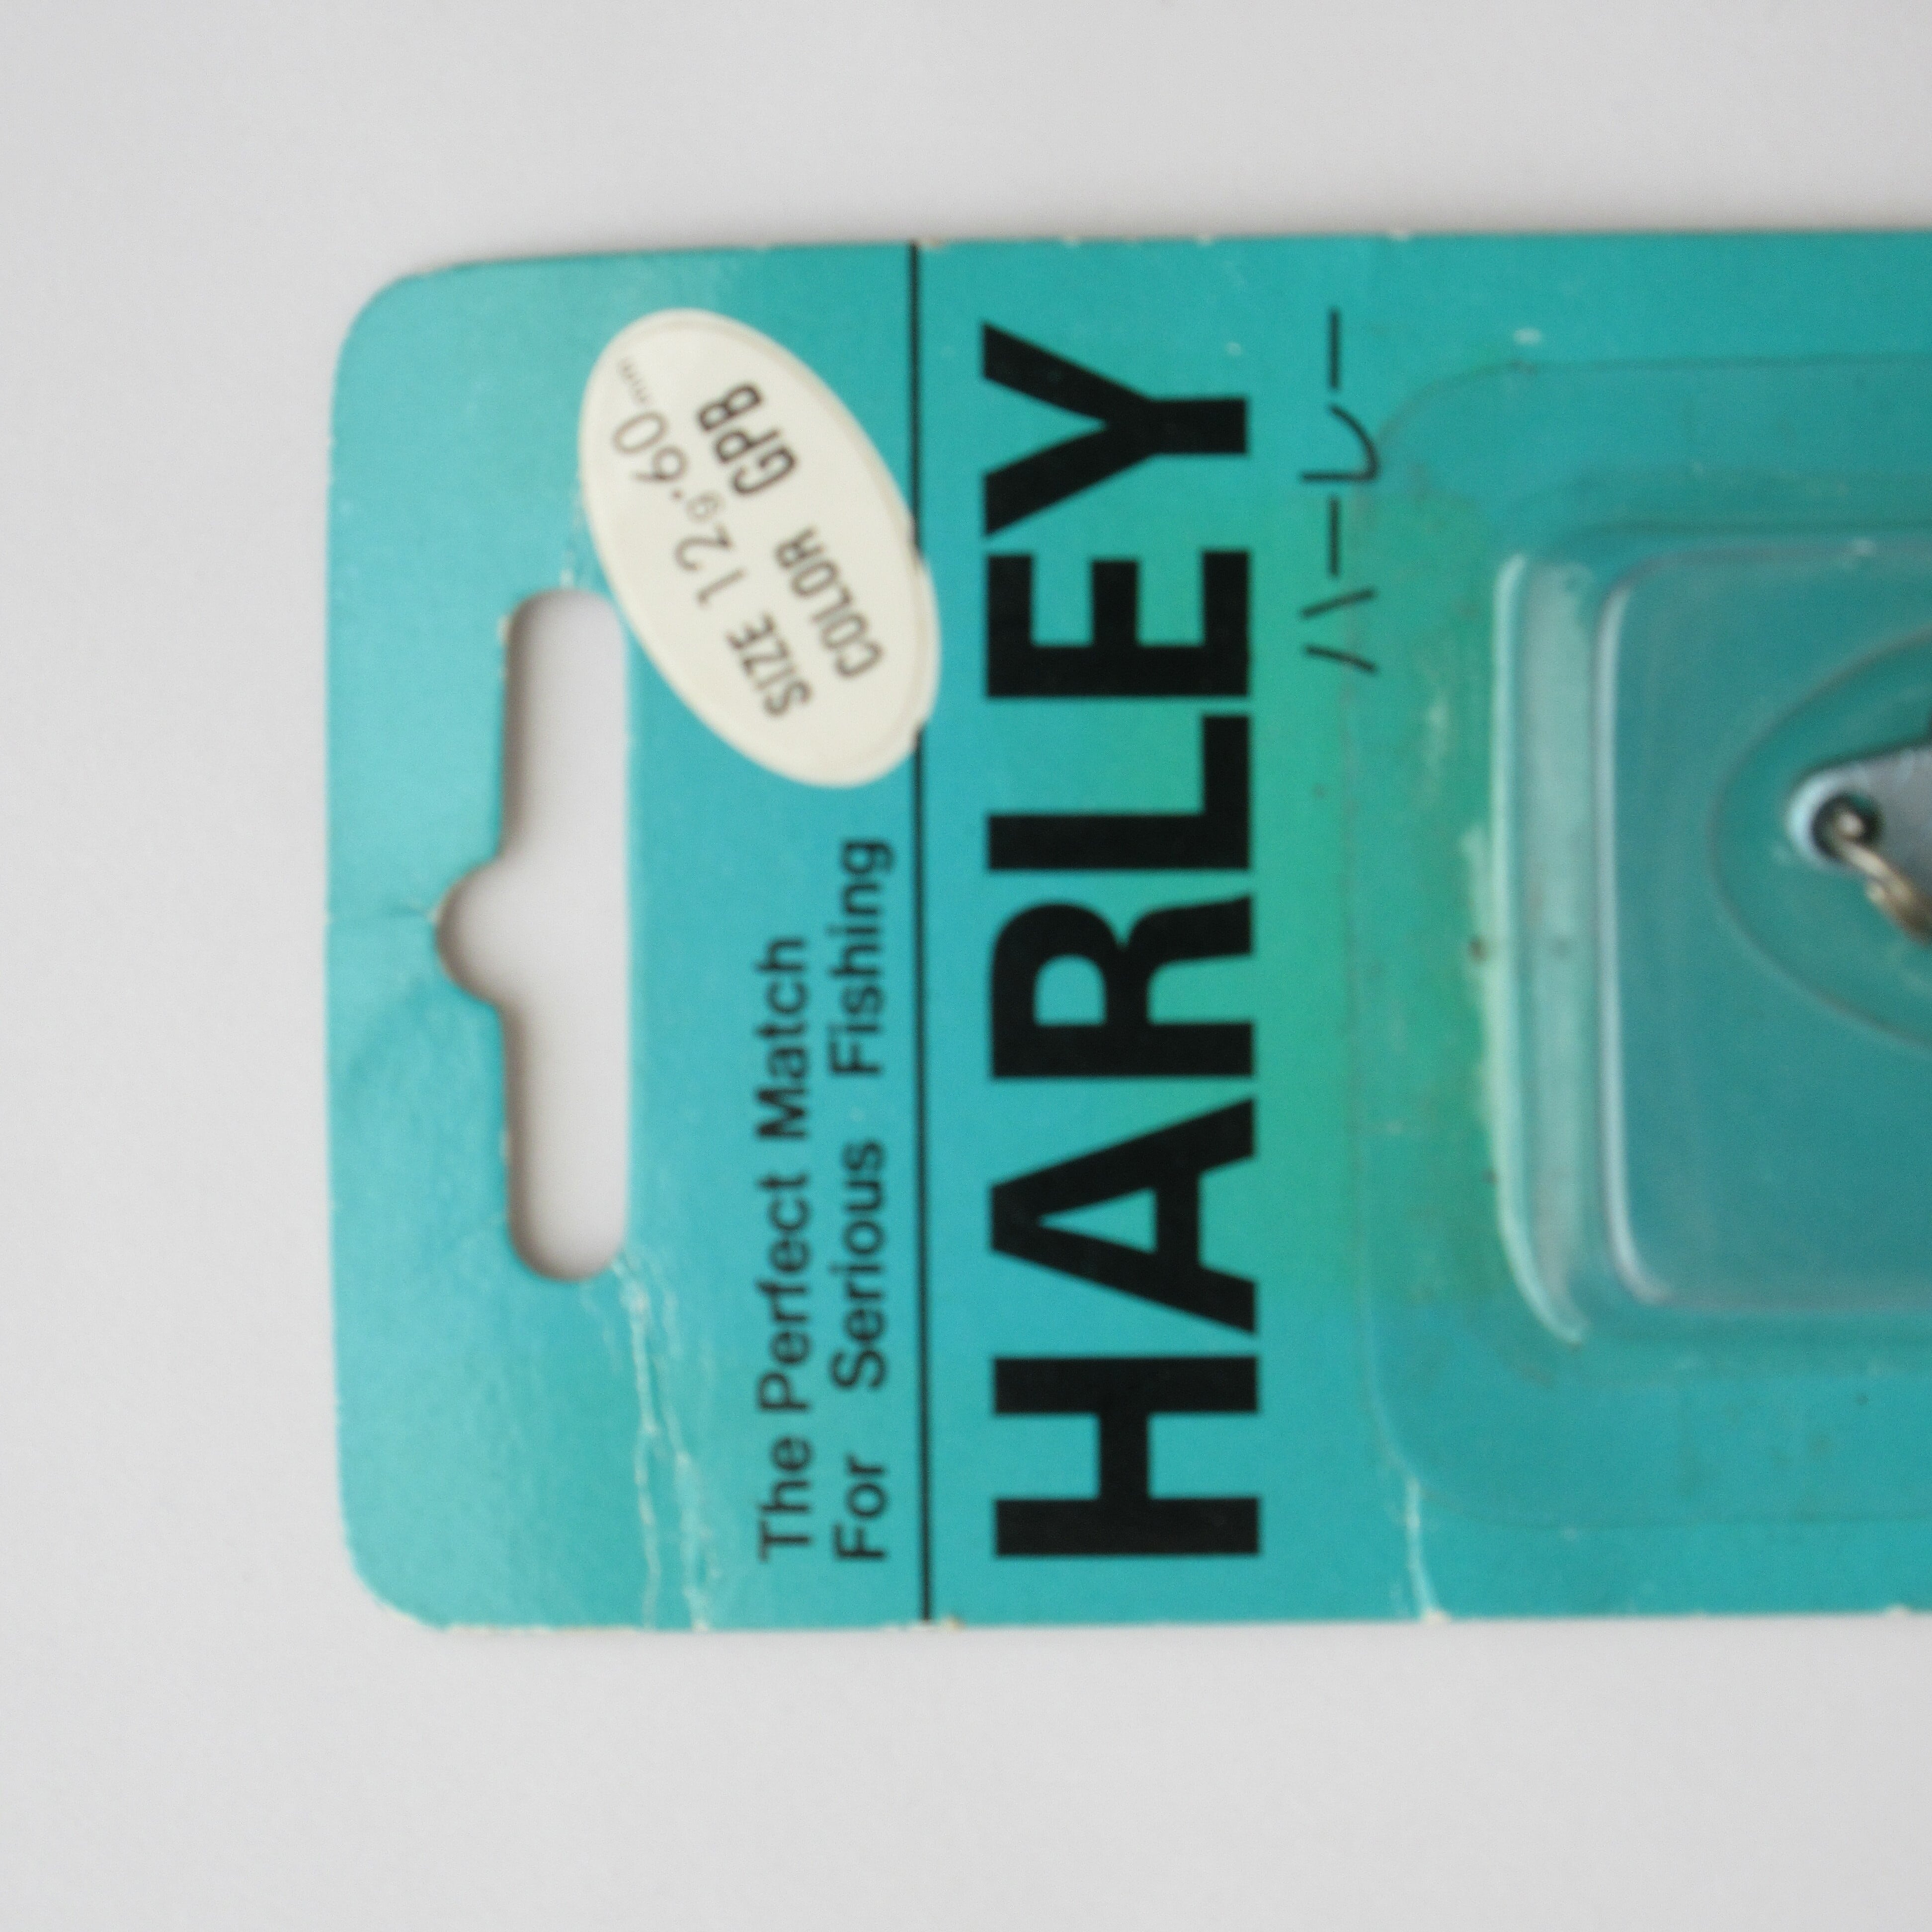 SIZE 12g・60mm
COLOR GPB
The Perfect Match
For Serious Fishing
HARLEY
ハーレー